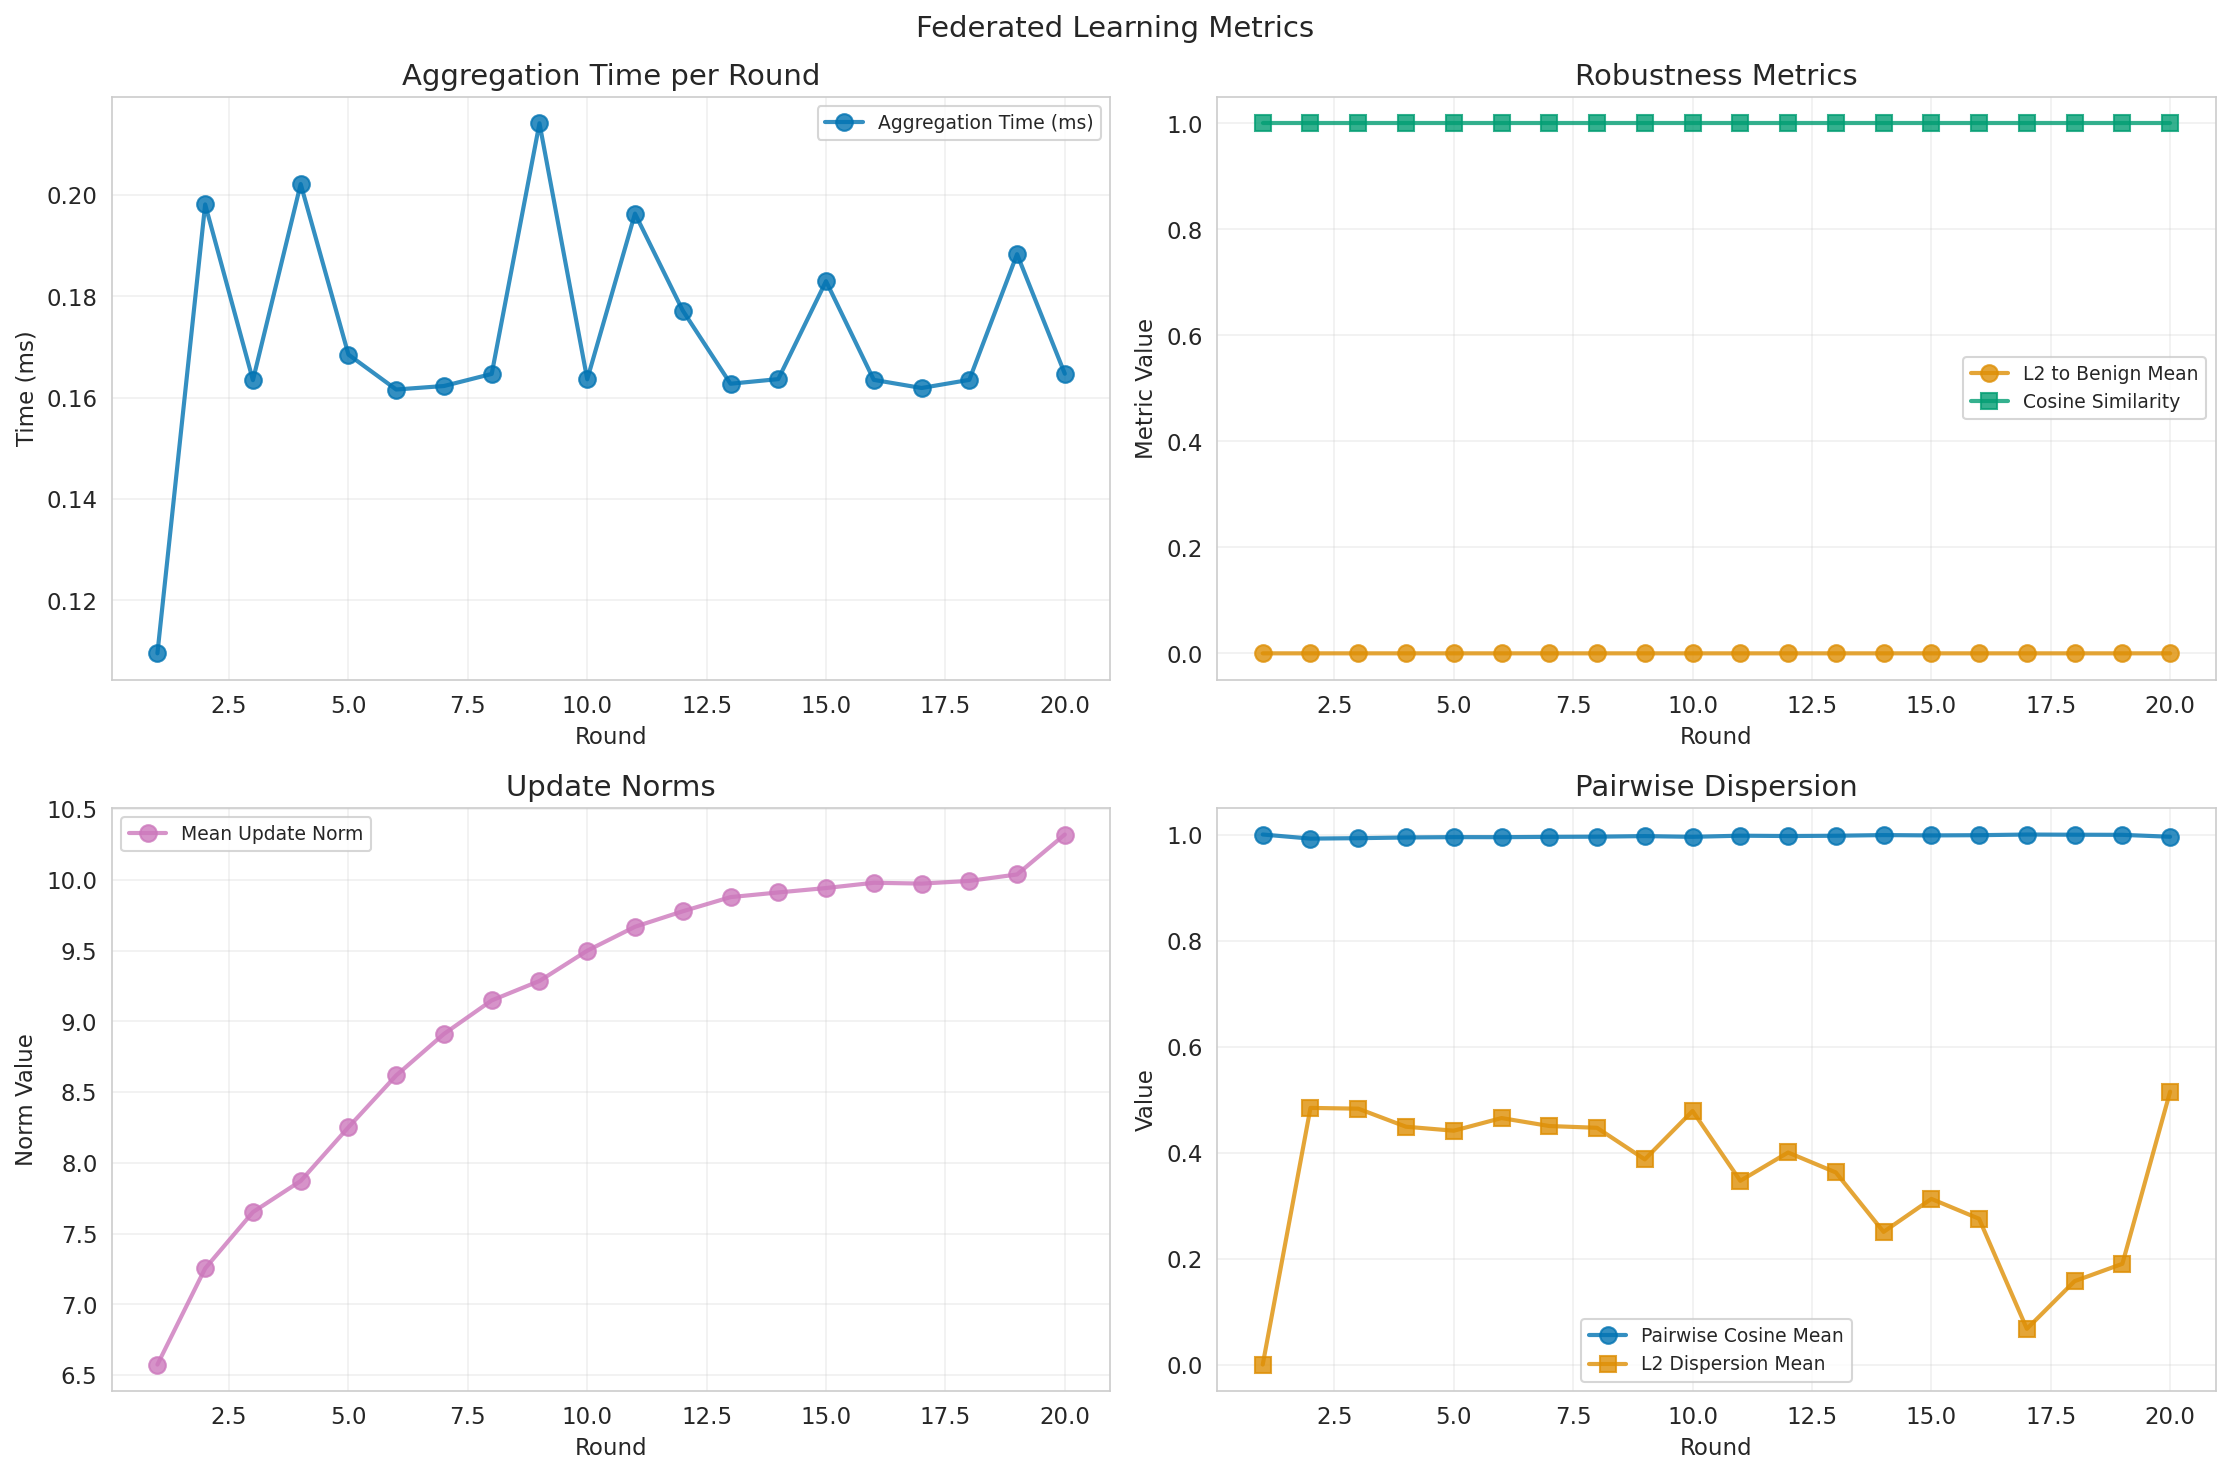 Federated Learning Metrics
Aggregation Time per Round
Aggregation Time (ms)
Time (ms)
0.20
0.18
0.16
0.14
0.12
2.5 5.0 7.5 10.0 12.5 15.0 17.5 20.0
Round
Robustness Metrics
Metric Value
1.0
0.8
0.6
0.4
0.2
0.0
L2 to Benign Mean
Cosine Similarity
2.5 5.0 7.5 10.0 12.5 15.0 17.5 20.0
Round
Update Norms
Mean Update Norm
Norm Value
10.5
10.0
9.5
9.0
8.5
8.0
7.5
7.0
6.5
2.5 5.0 7.5 10.0 12.5 15.0 17.5 20.0
Round
Pairwise Dispersion
Value
1.0
0.8
0.6
0.4
0.2
0.0
Pairwise Cosine Mean
L2 Dispersion Mean
2.5 5.0 7.5 10.0 12.5 15.0 17.5 20.0
Round